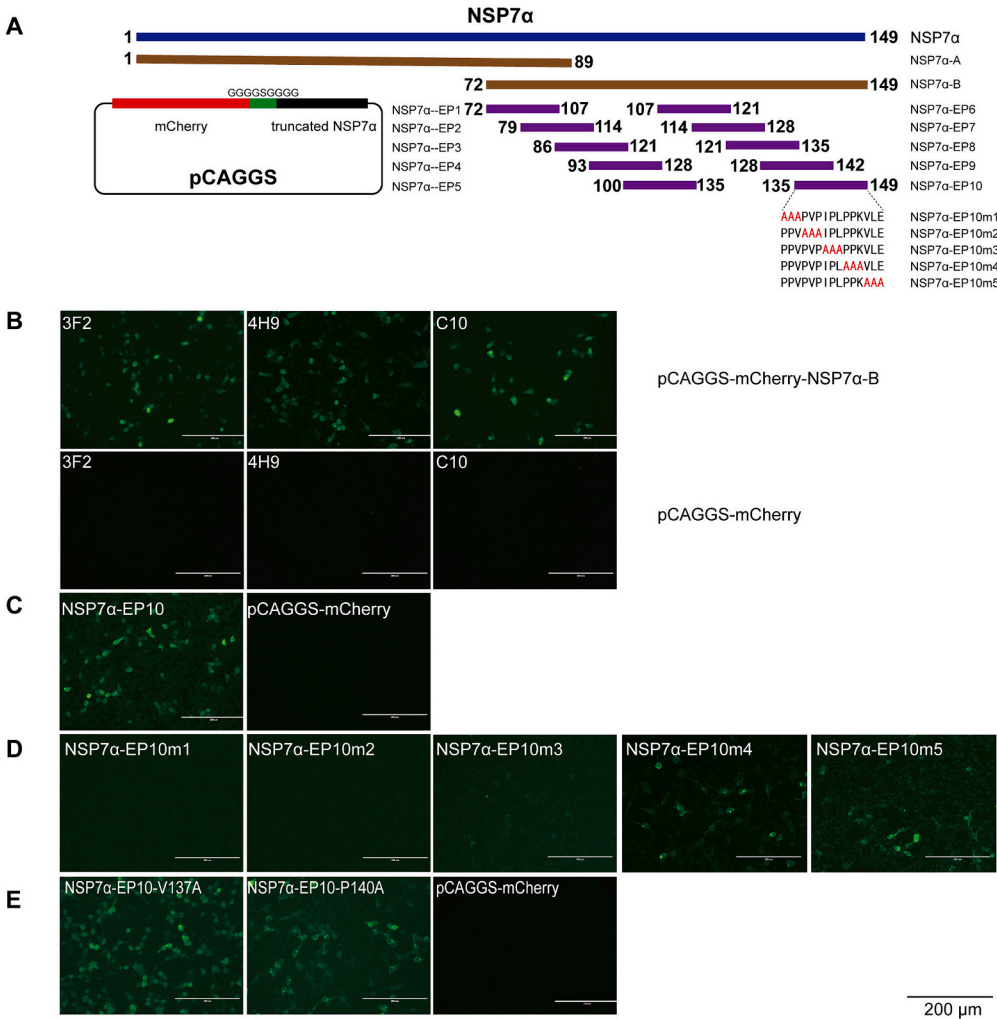 A
NSP7α
1
149
NSP7α
1
89
NSP7α-A
72
149
NSP7α-B
GGGGSGGGG
mCherry
truncated NSP7α
pCAGGS
NSP7α--EP1
72
107
107
121
NSP7α-EP6
NSP7α--EP2
79
114
114
128
NSP7α-EP7
NSP7α--EP3
86
121
121
135
NSP7α-EP8
NSP7α--EP4
93
128
128
142
NSP7α-EP9
NSP7α--EP5
100
135
135
149
NSP7α-EP10
AAAPVPIPLPPKVLE
NSP7α-EP10m1
PPVAAAIPLPPKVLE
NSP7α-EP10m2
PPVPVPAAAPPKVLE
NSP7α-EP10m3
PPVPVPIPLAAAVLE
NSP7α-EP10m4
PPVPVPIPLPPKAAA
NSP7α-EP10m5
B
3F2
4H9
C10
pCAGGS-mCherry-NSP7α-B
3F2
4H9
C10
pCAGGS-mCherry
C
NSP7α-EP10
pCAGGS-mCherry
D
NSP7α-EP10m1
NSP7α-EP10m2
NSP7α-EP10m3
NSP7α-EP10m4
NSP7α-EP10m5
E
NSP7α-EP10-V137A
NSP7α-EP10-P140A
pCAGGS-mCherry
200 μm